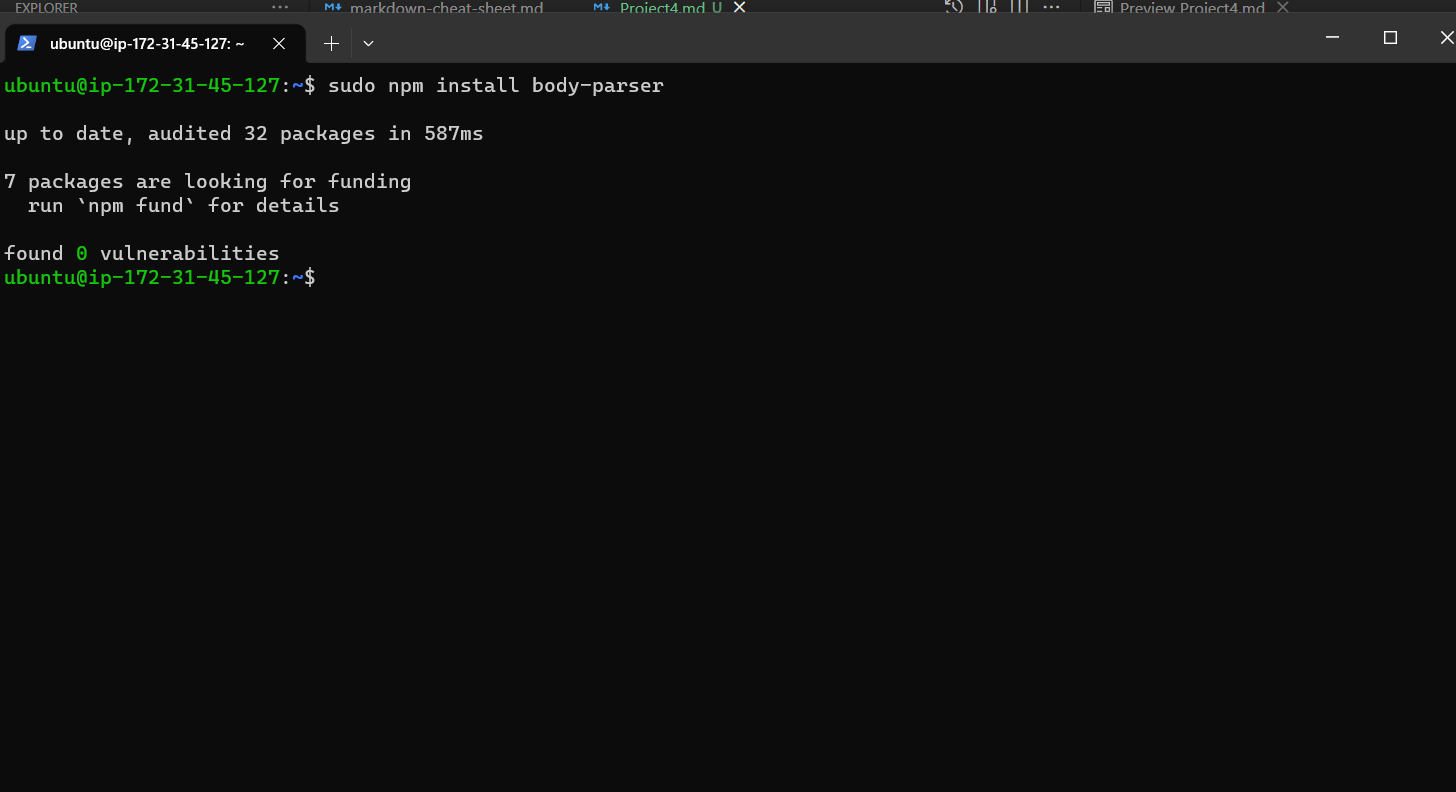 EXPLORER ··· markdown-cheat-sheet.md Project4.md U Preview Project4.md
ubuntu@ip-172-31-45-127: ~
ubuntu@ip-172-31-45-127:~$ sudo npm install body-parser
up to date, audited 32 packages in 587ms
7 packages are looking for funding
run `npm fund` for details
found 0 vulnerabilities
ubuntu@ip-172-31-45-127:~$